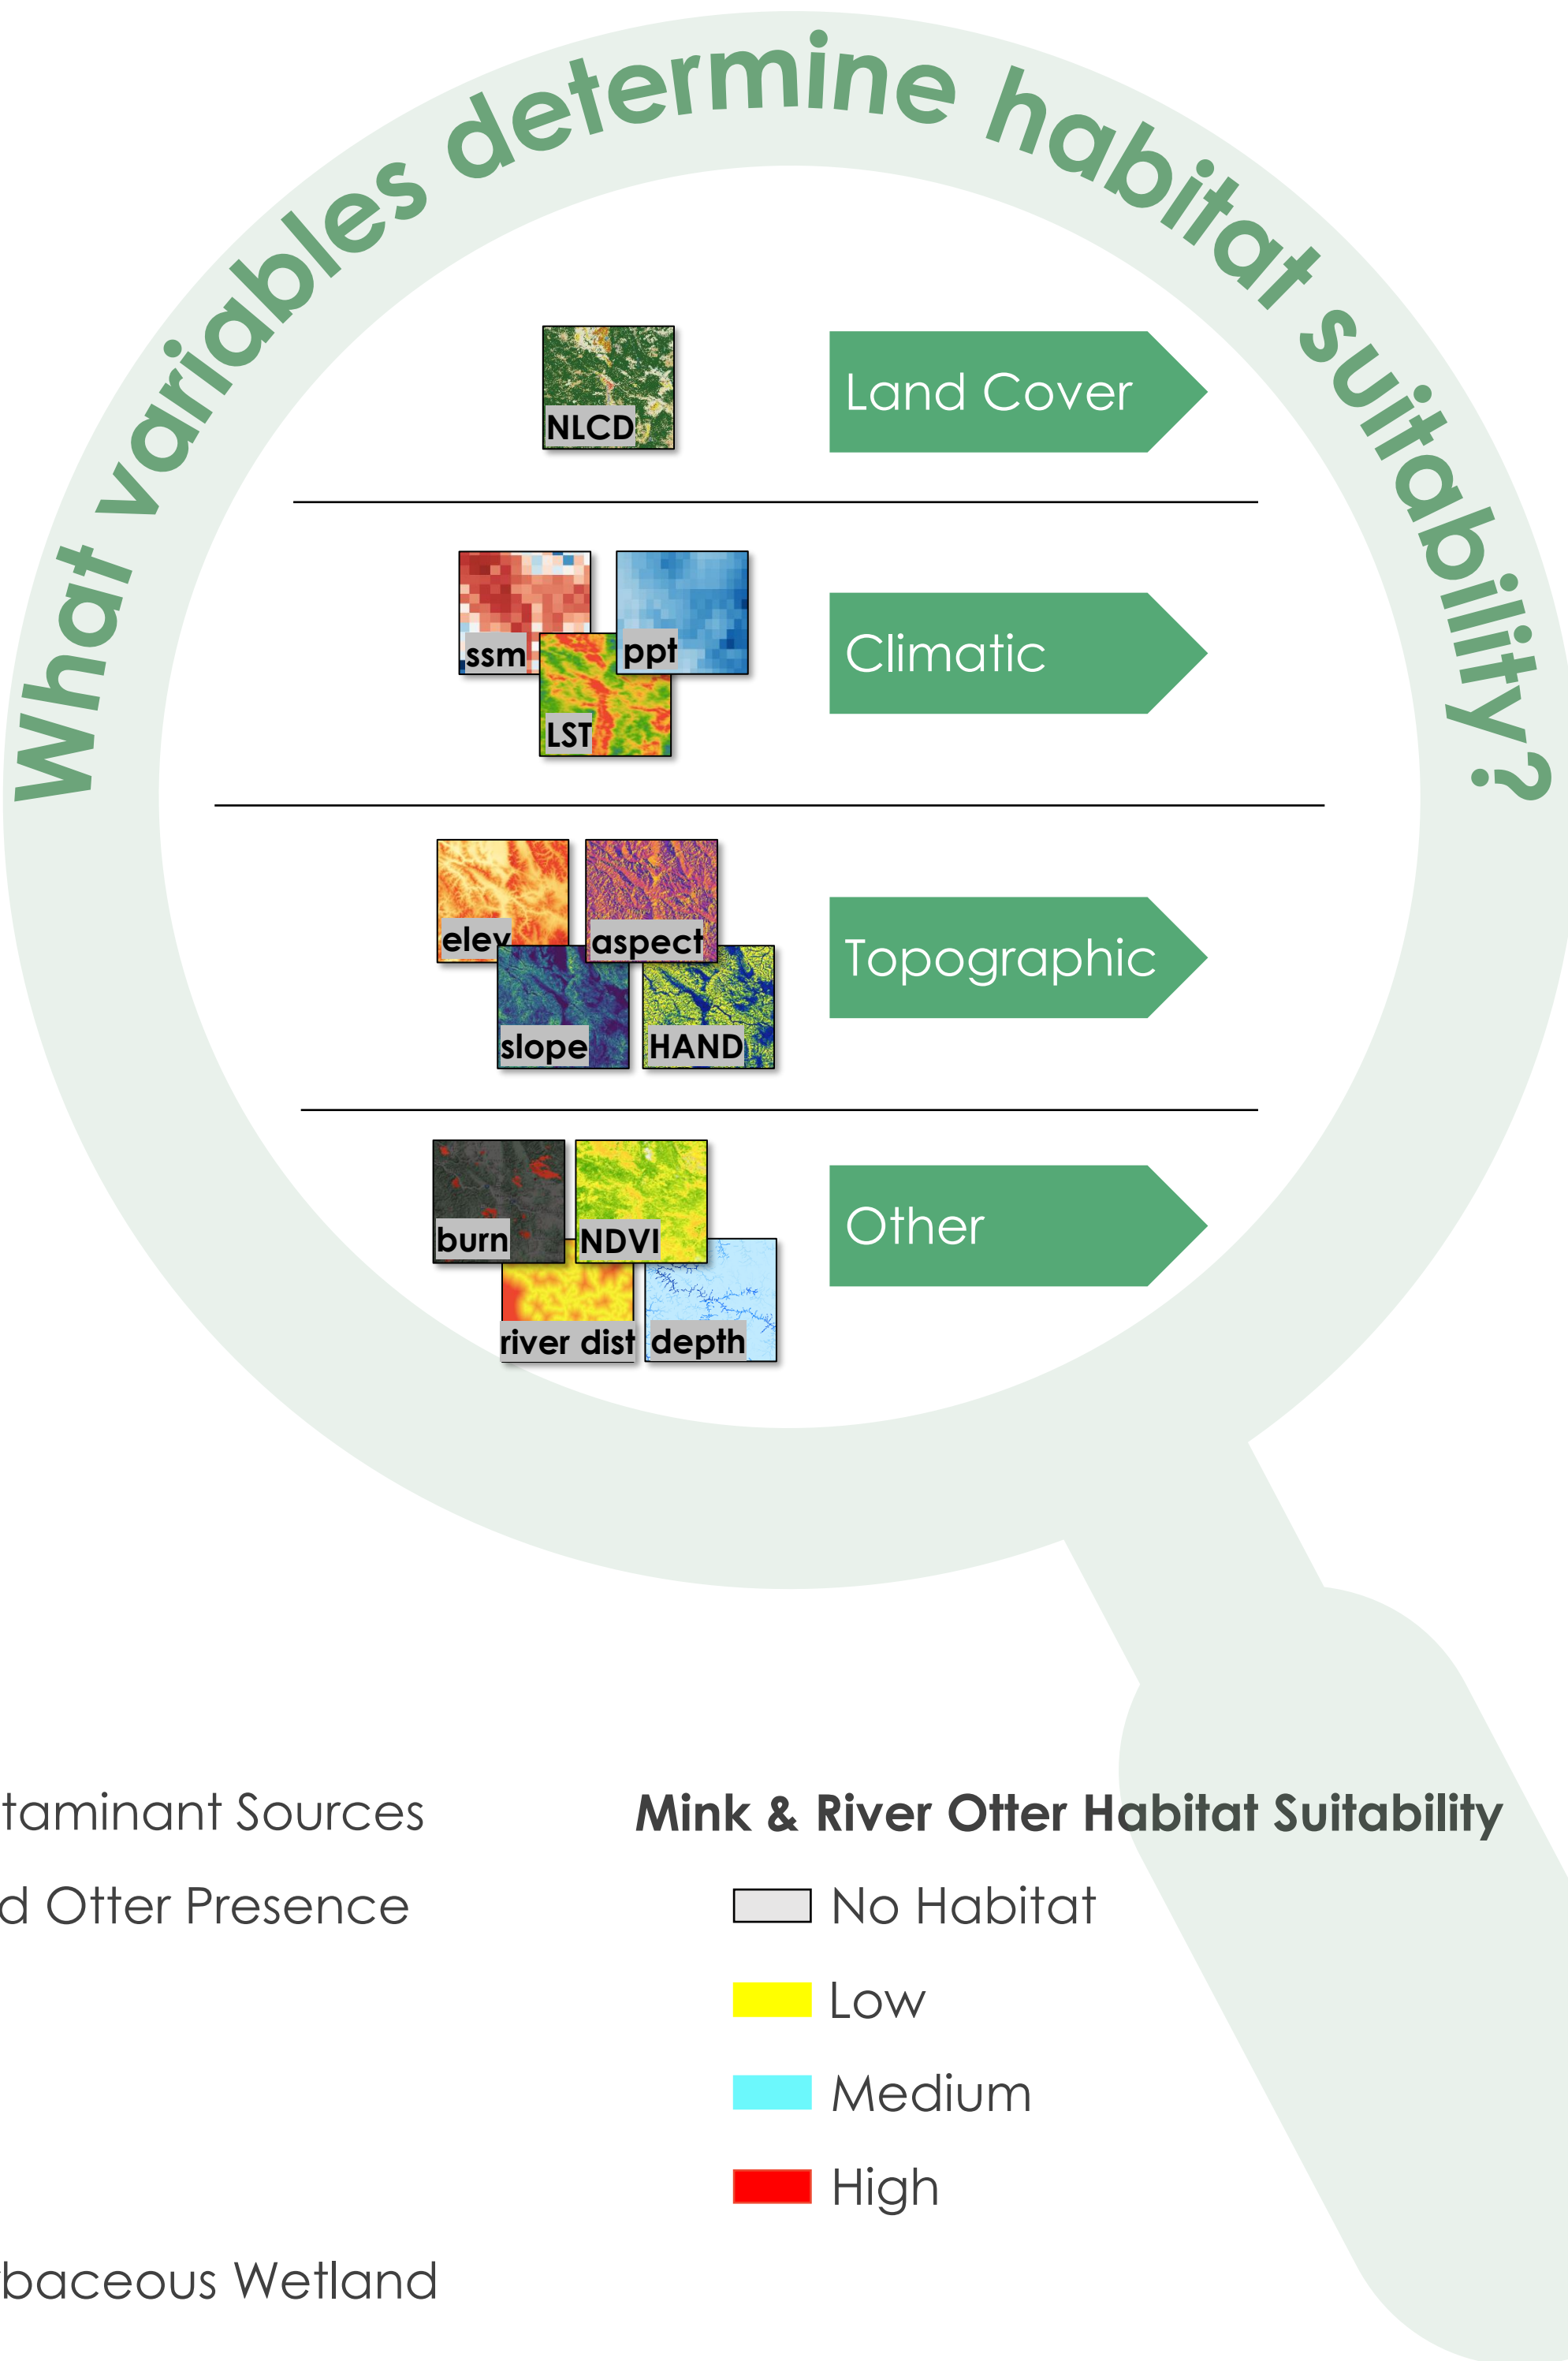 What variables determine habitat suitability?
NLCD
Land Cover
ssm
ppt
LST
Climatic
elev
aspect
slope
HAND
Topographic
burn
NDVI
river dist
depth
Other
taminant Sources
d Otter Presence
baceous Wetland
Mink & River Otter Habitat Suitability
No Habitat
Low
Medium
High